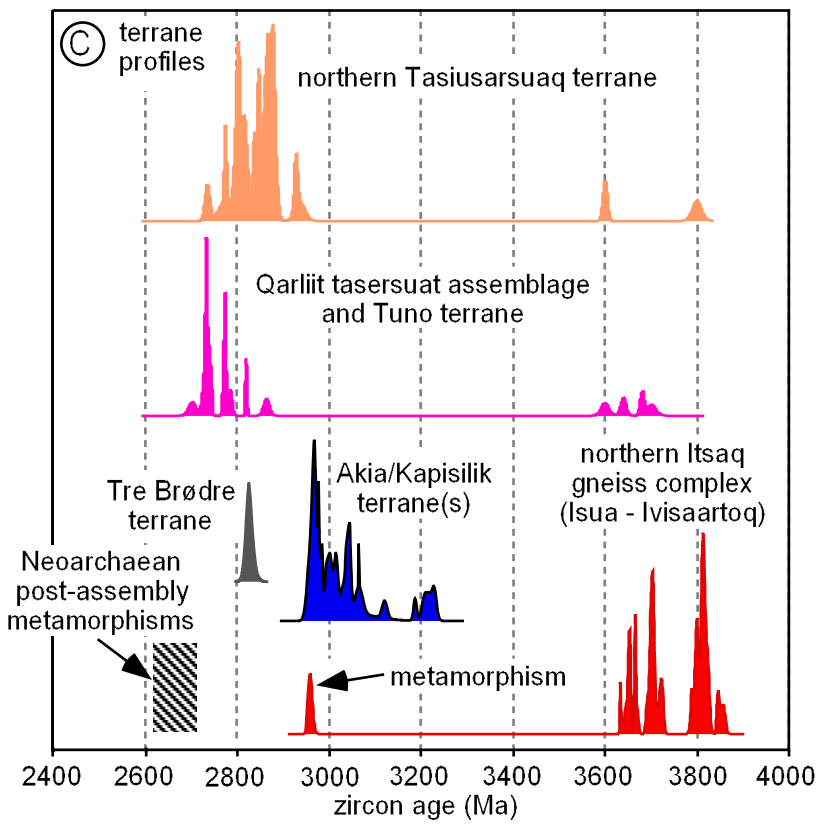 C
terrane
profiles
northern Tasiusarsuaq terrane
Qarliit tasersuat assemblage
and Tuno terrane
Tre Brødre
terrane
Akia/Kapisilik
terrane(s)
northern Itsaq
gneiss complex
(Isua - Ivisaartoq)
Neoarchaean
post-assembly
metamorphisms
metamorphism
2400 2600 2800 3000 3200 3400 3600 3800 4000
zircon age (Ma)